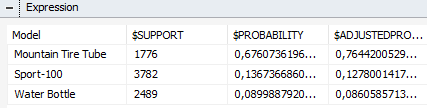 Expression
Model $SUPPORT $PROBABILITY $ADJUSTEDPRO...
Mountain Tire Tube 1776 0,6760736196... 0,7644200529...
Sport-100 3782 0,1367366860... 0,1278001417...
Water Bottle 2489 0,0899887920... 0,0860585713...